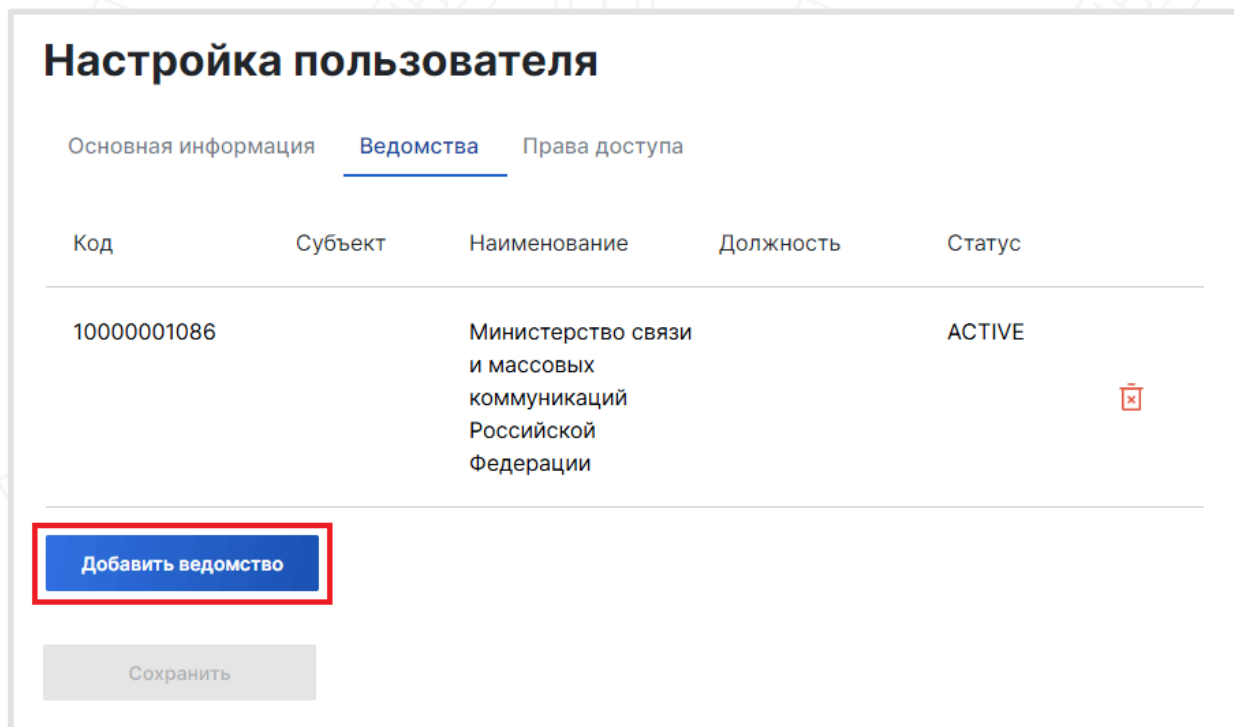 Настройка пользователя
Основная информация Ведомства Права доступа
Код Субъект Наименование Должность Статус
10000001086 Министерство связи ACTIVE
и массовых
коммуникаций
Российской
Федерации
Добавить ведомство
Сохранить